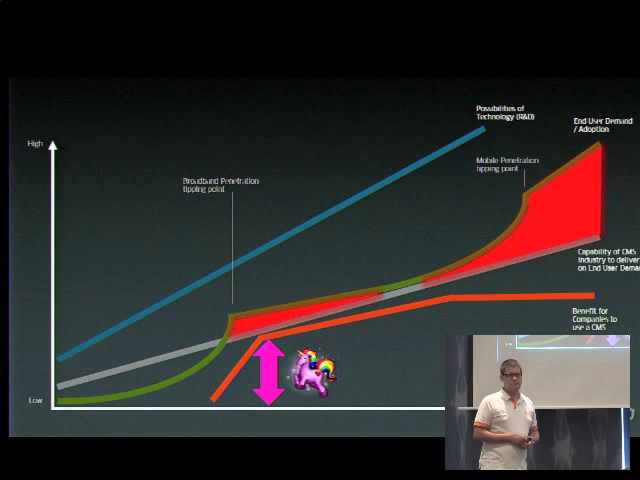 Possibilities of
Technology (R&D)
End User Demand
/ Adoption
High
Mobile Penetration
tipping point
Broadband Penetration
tipping point
Capability of CMS
Industry to deliver
on End User Dema
Benefit for
Companies to
use a CMS
Low